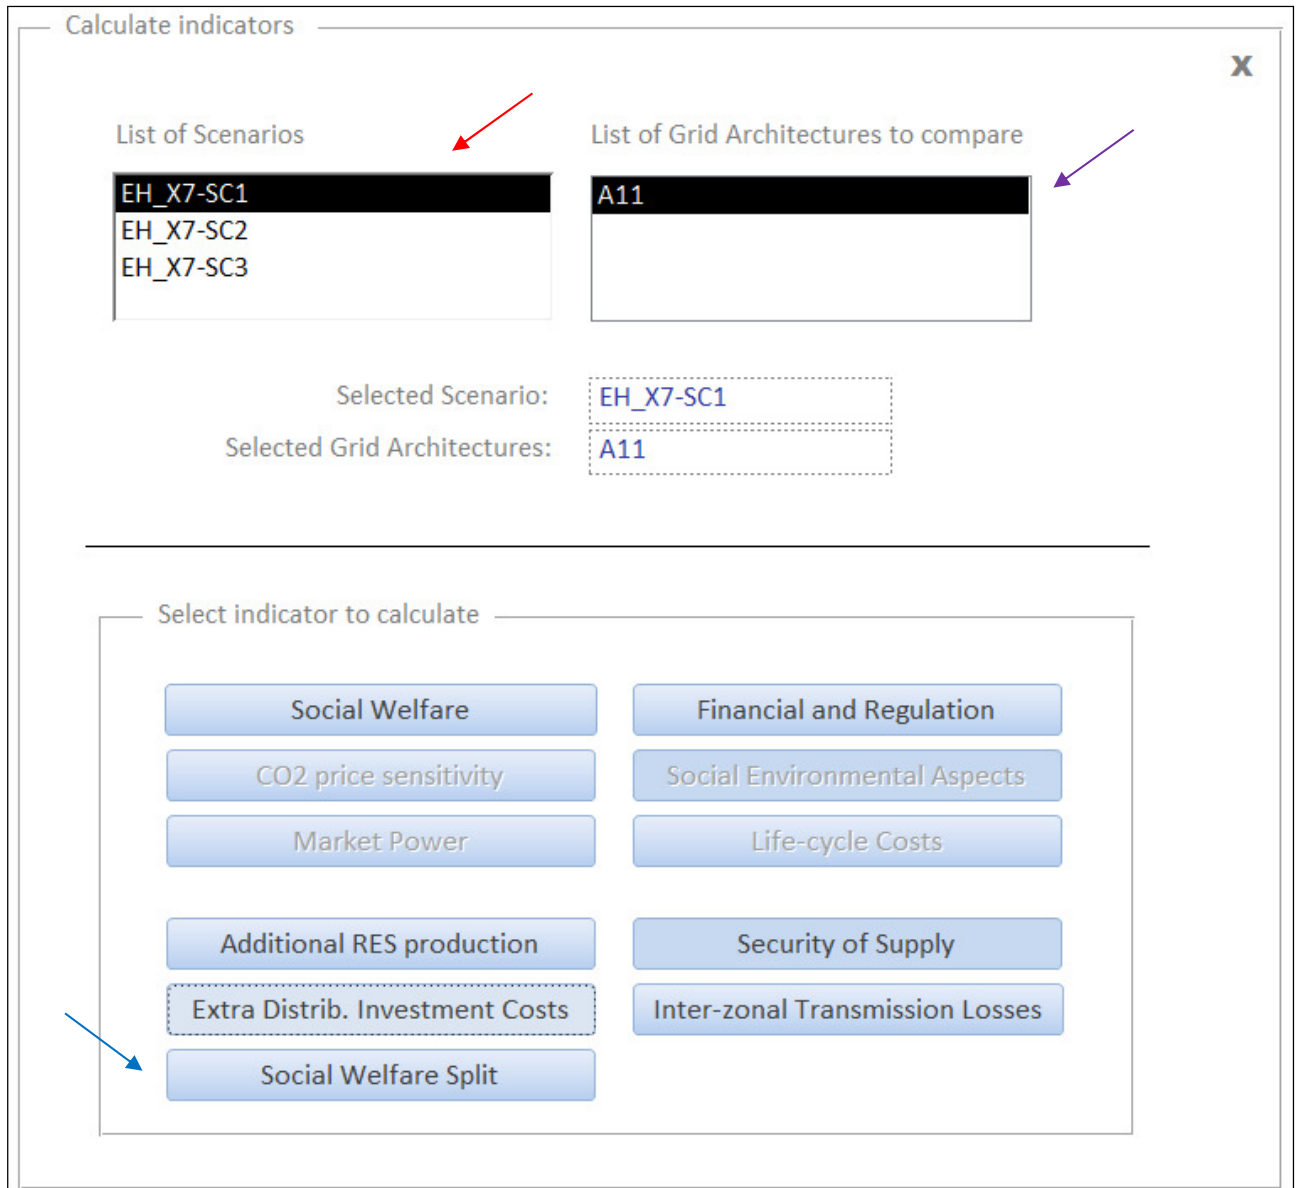 Calculate indicators
X
List of Scenarios
List of Grid Architectures to compare
EH_X7-SC1
EH_X7-SC2
EH_X7-SC3
A11
Selected Scenario:
EH_X7-SC1
Selected Grid Architectures:
A11
Select indicator to calculate
Social Welfare
Financial and Regulation
CO2 price sensitivity
Social Environmental Aspects
Market Power
Life-cycle Costs
Additional RES production
Security of Supply
Extra Distrib. Investment Costs
Inter-zonal Transmission Losses
Social Welfare Split